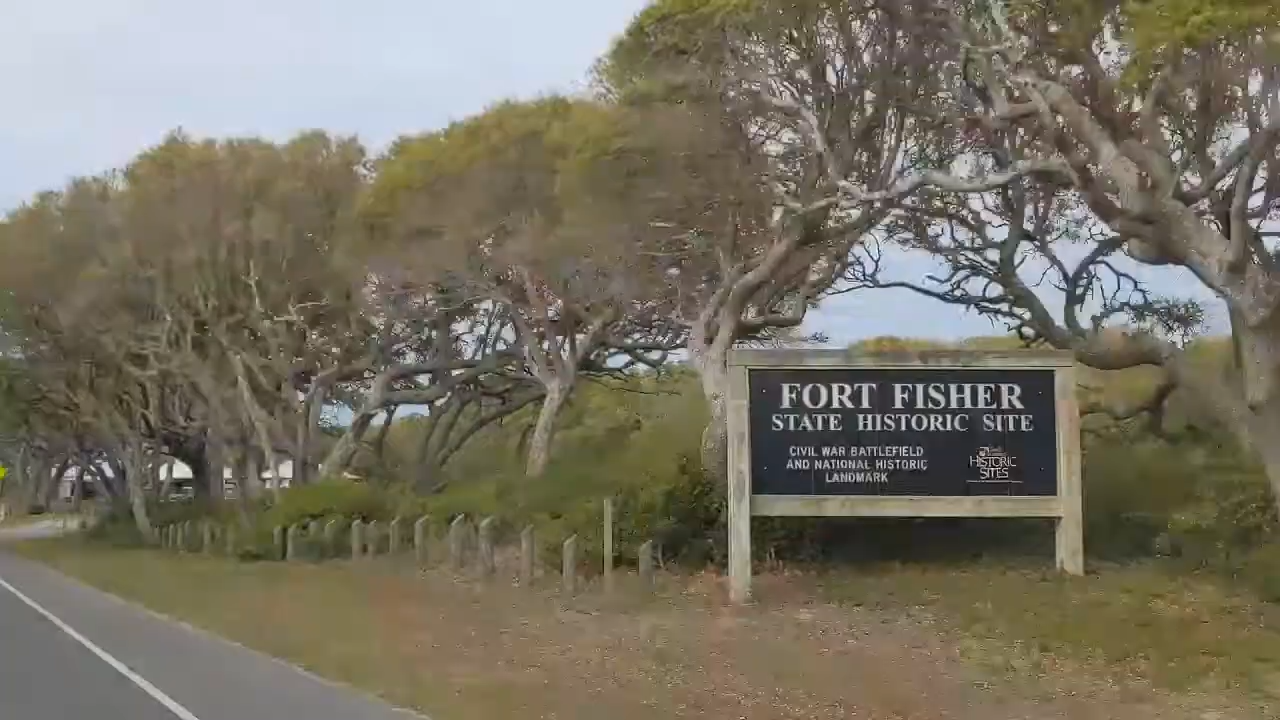 FORT FISHER
STATE HISTORIC SITE
CIVIL WAR BATTLEFIELD
AND NATIONAL HISTORIC
LANDMARK
HISTORIC
SITES